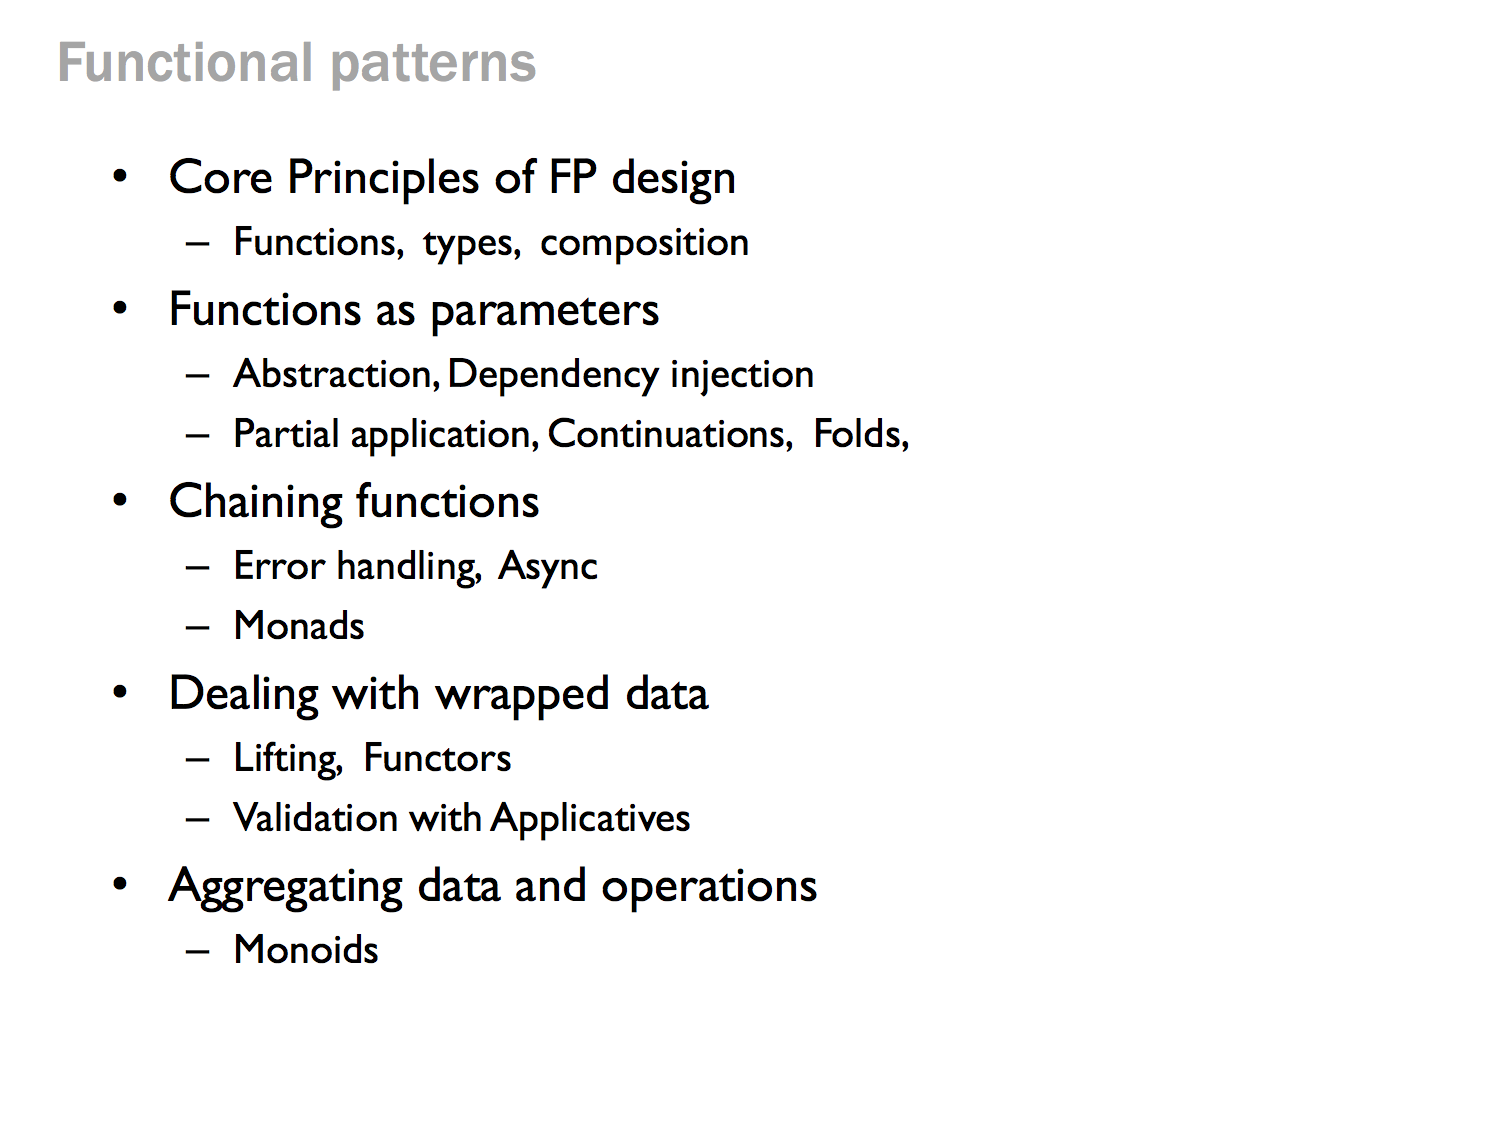 Functional patterns
• Core Principles of FP design
– Functions, types, composition
• Functions as parameters
– Abstraction, Dependency injection
– Partial application, Continuations, Folds,
• Chaining functions
– Error handling, Async
– Monads
• Dealing with wrapped data
– Lifting, Functors
– Validation with Applicatives
• Aggregating data and operations
– Monoids